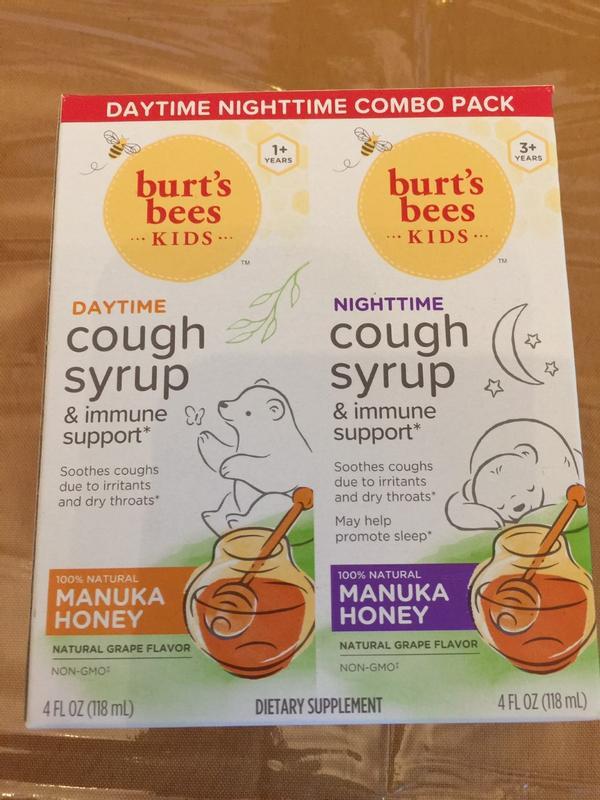 DAYTIME NIGHTTIME COMBO PACK
1+
YEARS
burt's
bees
KIDS
TM
DAYTIME
cough
syrup
& immune
support*
Soothes coughs
due to irritants
and dry throats*
100% NATURAL
MANUKA
HONEY
NATURAL GRAPE FLAVOR
NON-GMO‡
4 FL OZ (118 mL)
3+
YEARS
burt's
bees
KIDS
TM
NIGHTTIME
cough
syrup
& immune
support*
Soothes coughs
due to irritants
and dry throats*
May help
promote sleep*
100% NATURAL
MANUKA
HONEY
NATURAL GRAPE FLAVOR
NON-GMO‡
DIETARY SUPPLEMENT
4 FL OZ (118 mL)